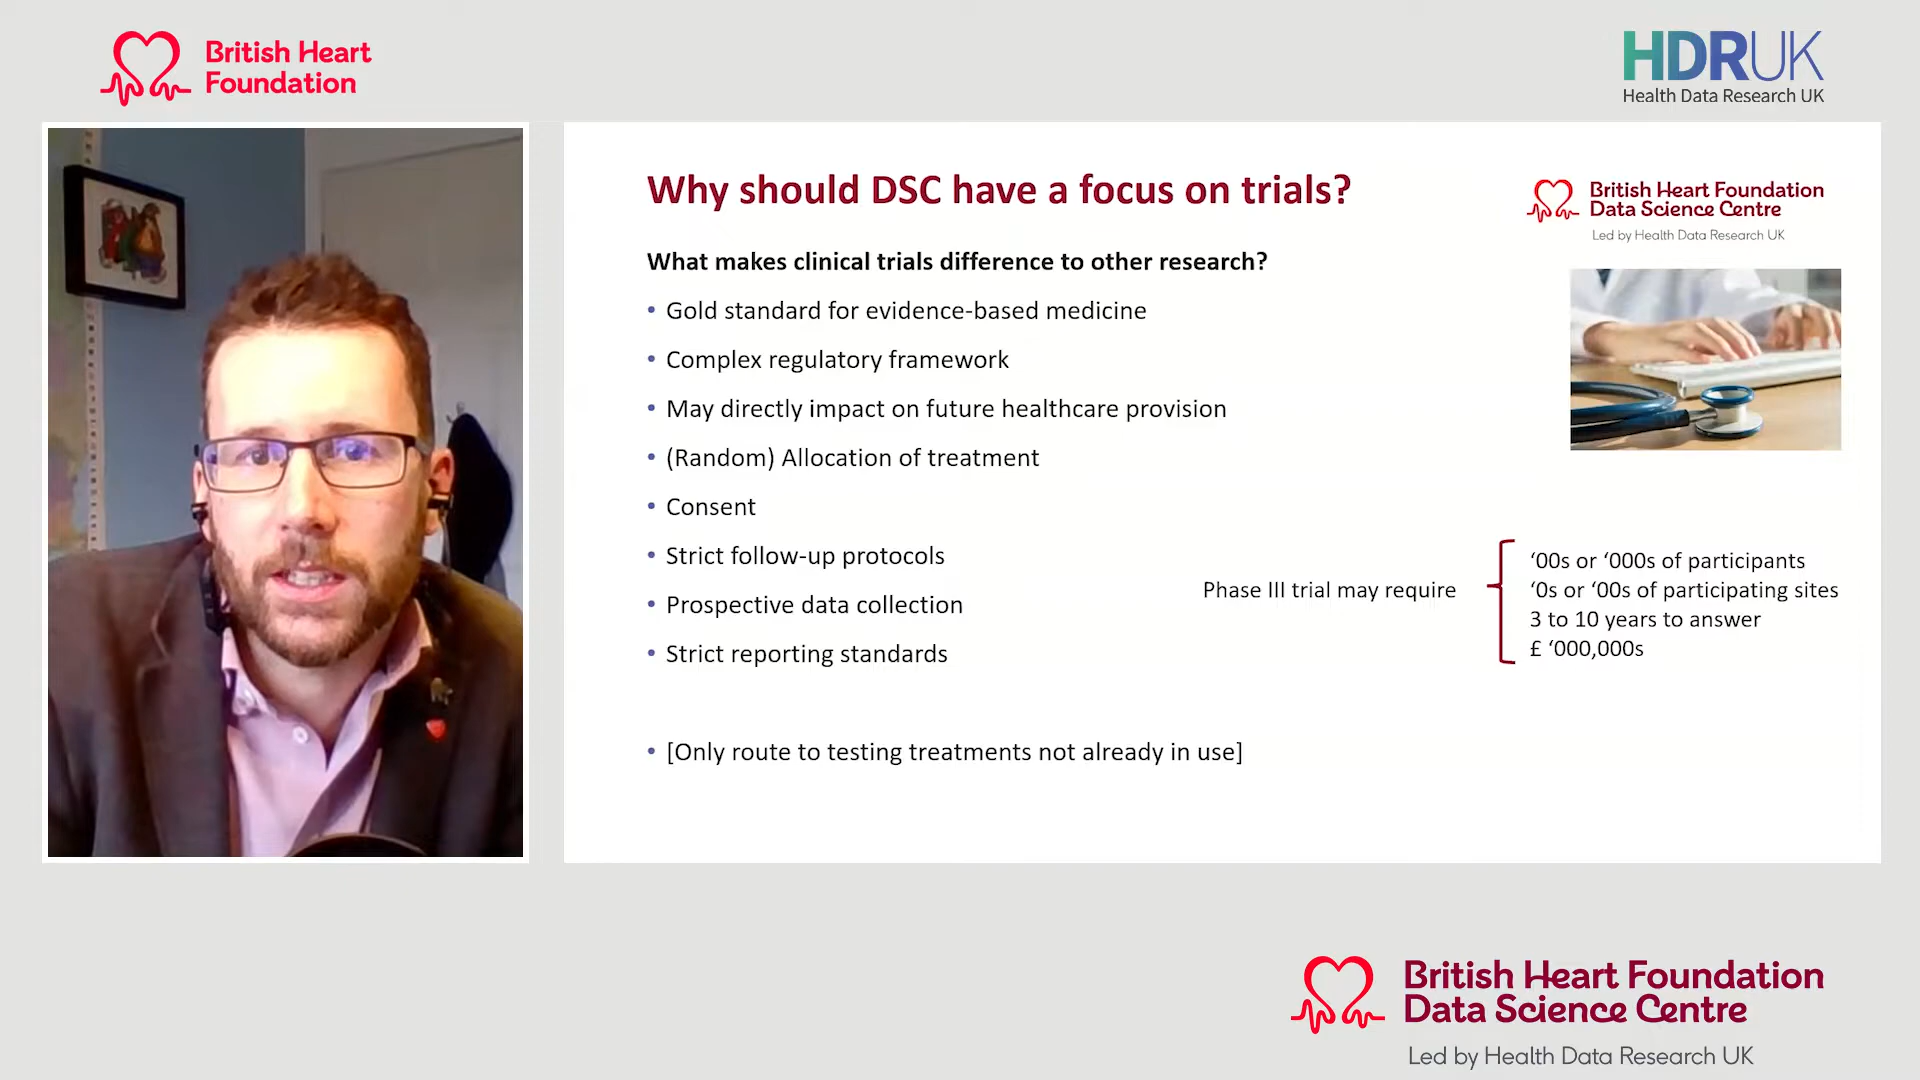 British Heart
Foundation
HDRUK
Health Data Research UK
Why should DSC have a focus on trials?
British Heart Foundation
Data Science Centre
Led by Health Data Research UK
What makes clinical trials difference to other research?
• Gold standard for evidence-based medicine
• Complex regulatory framework
• May directly impact on future healthcare provision
• (Random) Allocation of treatment
• Consent
• Strict follow-up protocols
• Prospective data collection
• Strict reporting standards
• [Only route to testing treatments not already in use]
Phase III trial may require
‘00s or ‘000s of participants
‘0s or ‘00s of participating sites
3 to 10 years to answer
£ ‘000,000s
British Heart Foundation
Data Science Centre
Led by Health Data Research UK